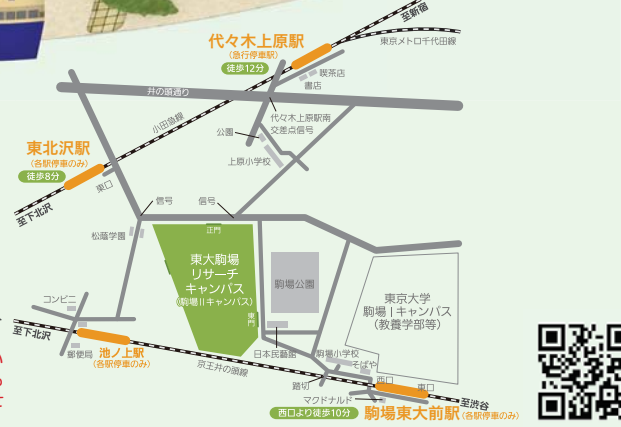 至新宿
東京メトロ千代田線
代々木上原駅
(急行停車駅)
徒歩12分
喫茶店
書店
井の頭通り
小田急線
代々木上原駅南
交差点信号
公園
上原小学校
東北沢駅
(各駅停車のみ)
徒歩8分
東口
至下北沢
信号
信号
松蔭学園
正門
東大駒場
リサーチ
キャンパス
(駒場IIキャンパス)
東門
駒場公園
東京大学
駒場Iキャンパス
(教養学部等)
コンビニ
至下北沢
郵便局
池ノ上駅
(各駅停車のみ)
京王井の頭線
日本民藝館
駒場小学校
そばや
踏切
西口
東口
マクドナルド
至渋谷
西口より徒歩10分
駒場東大前駅(各駅停車のみ)